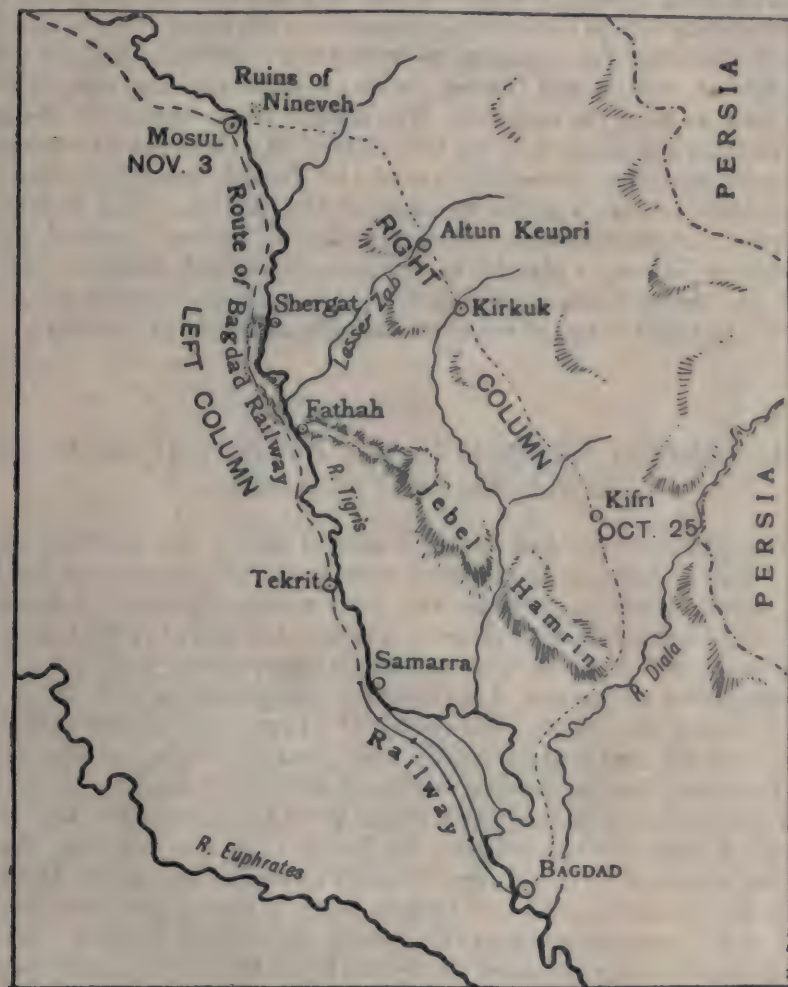 Ruins of
Nineveh
MOSUL
NOV. 3
PERSIA
Route of Bagdad Railway
RIGHT
Altun Keupri
Shergat
Lesser Zab
Kirkuk
LEFT COLUMN
COLUMN
Fathah
R. Tigris
Jebel
Hamrin
Kifri
OCT. 25
PERSIA
Tekrit
Samarra
R. Diala
Railway
R. Euphrates
BAGDAD